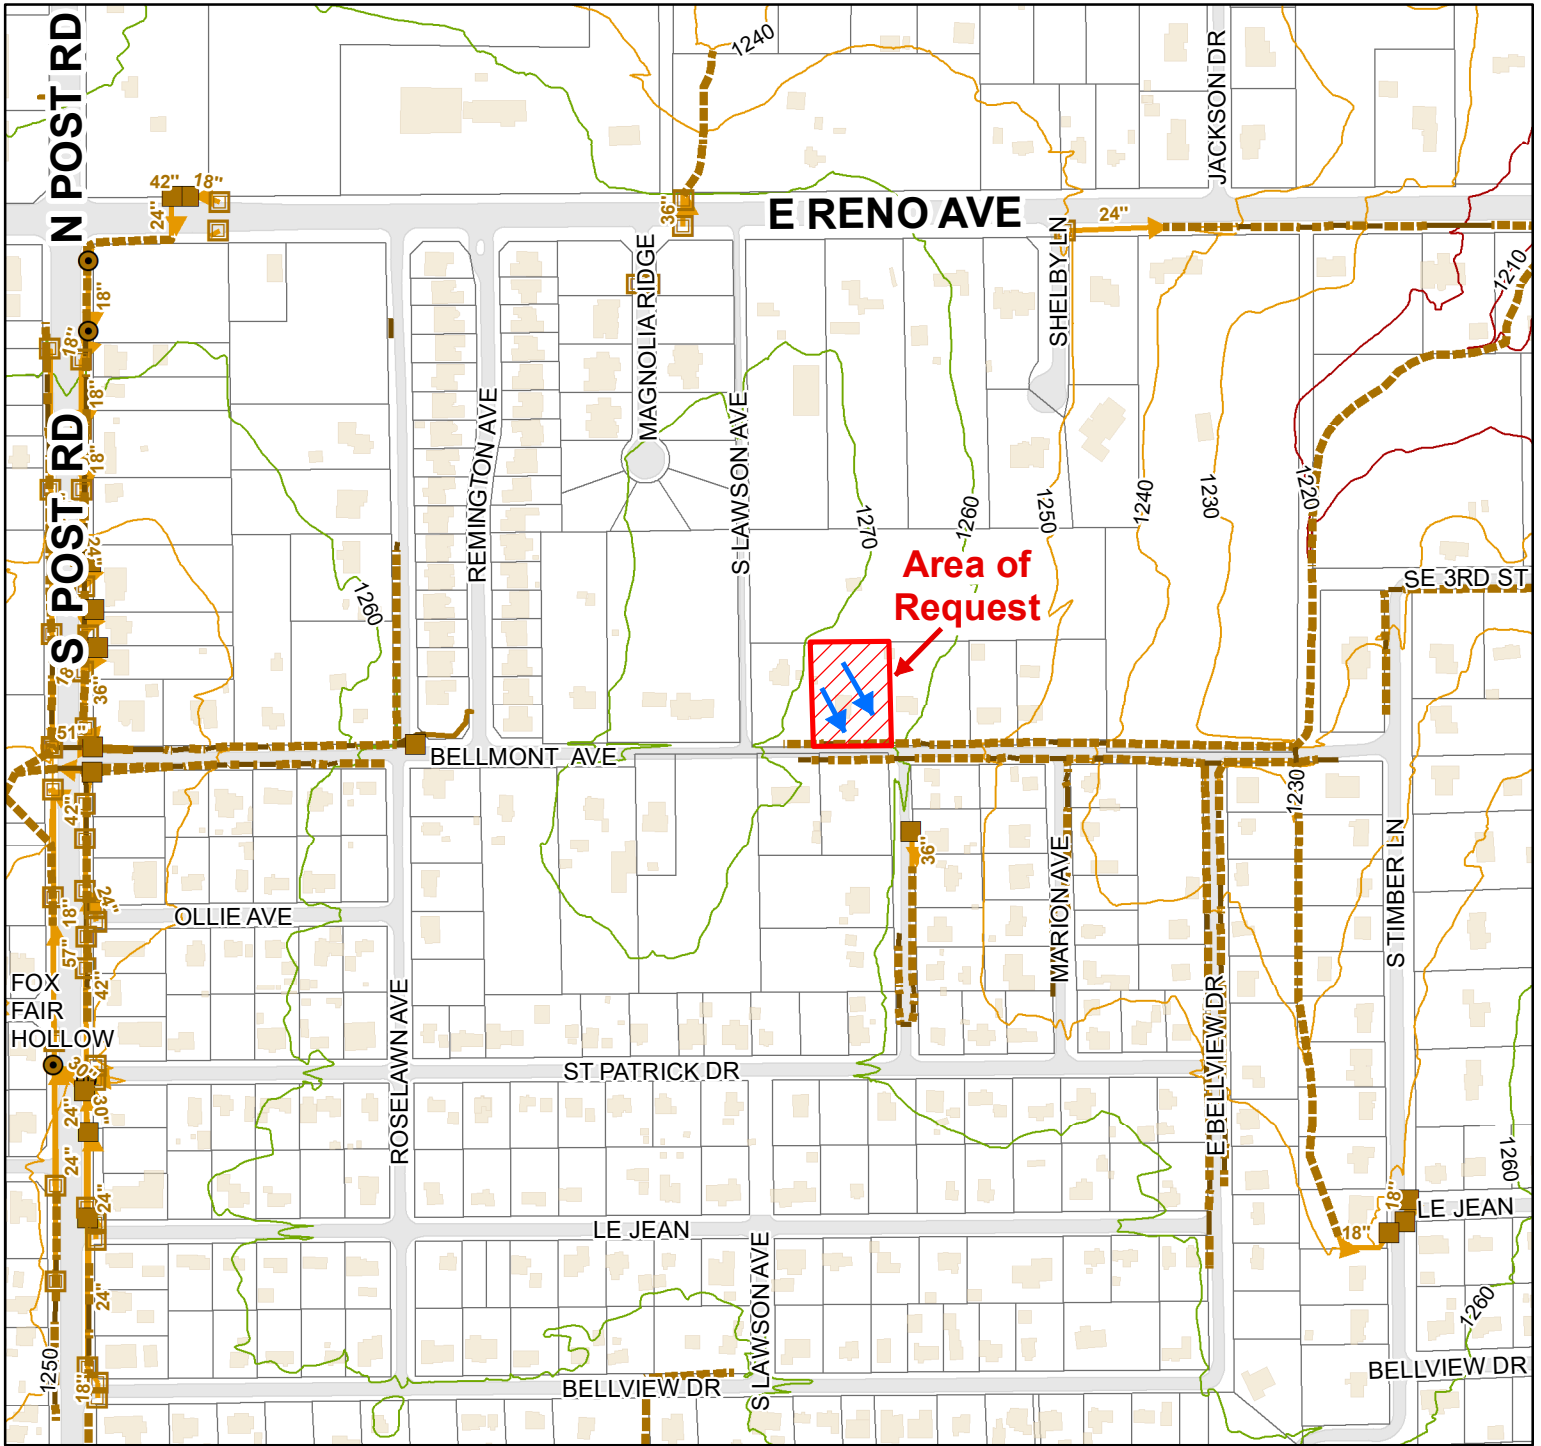 N POST RD
1240
JACKSON DR
42" 18"
24"
36"
E RENO AVE
SHELBY LN
24"
MAGNOLIA RIDGE
1210
18"
18"
18"
REMINGTON AVE
S LAWSON AVE
S POST RD
18"
1270
1260
1250
1240
1230
1220
24"
Area of
Request
SE 3RD ST
1260
18"
36"
51"
BELLMONT AVE
1230
42"
36"
MARION AVE
S TIMBER LN
24"
18"
OLLIE AVE
57"
42"
FOX
FAIR
HOLLOW
ROSELAWN AVE
E BELLVIEW DR
30"
ST PATRICK DR
24"
30"
24"
1260
24"
18"
LE JEAN
LE JEAN
18"
S LAWSON AVE
24"
1260
1250
18"
BELLVIEW DR
BELLVIEW DR